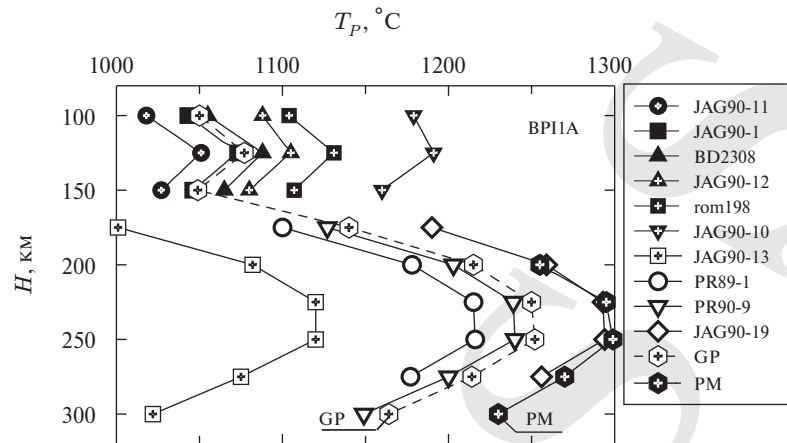 T_P, °C
1000 1100 1200 1300
BPI1A
100
150
200
250
300
H, км
GP PM
JAG90-11
JAG90-1
BD2308
JAG90-12
rom198
JAG90-10
JAG90-13
PR89-1
PR90-9
JAG90-19
GP
PM